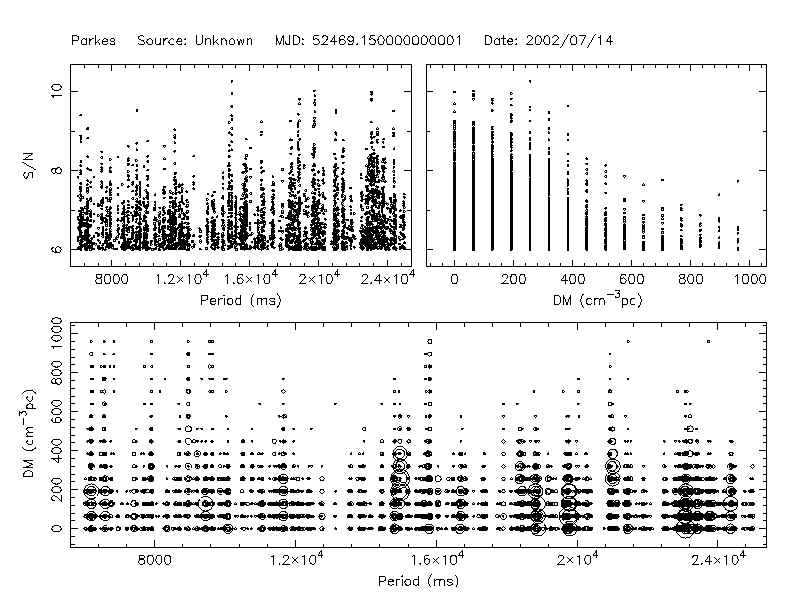 Parkes Source: Unknown MJD: 52469.150000000001 Date: 2002/07/14
10
8
6
S/N
8000 1.2×10⁴ 1.6×10⁴ 2×10⁴ 2.4×10⁴
Period (ms)
0 200 400 600 800 1000
DM (cm⁻³pc)
1000
800
600
400
200
0
DM (cm⁻³pc)
8000 1.2×10⁴ 1.6×10⁴ 2×10⁴ 2.4×10⁴
Period (ms)